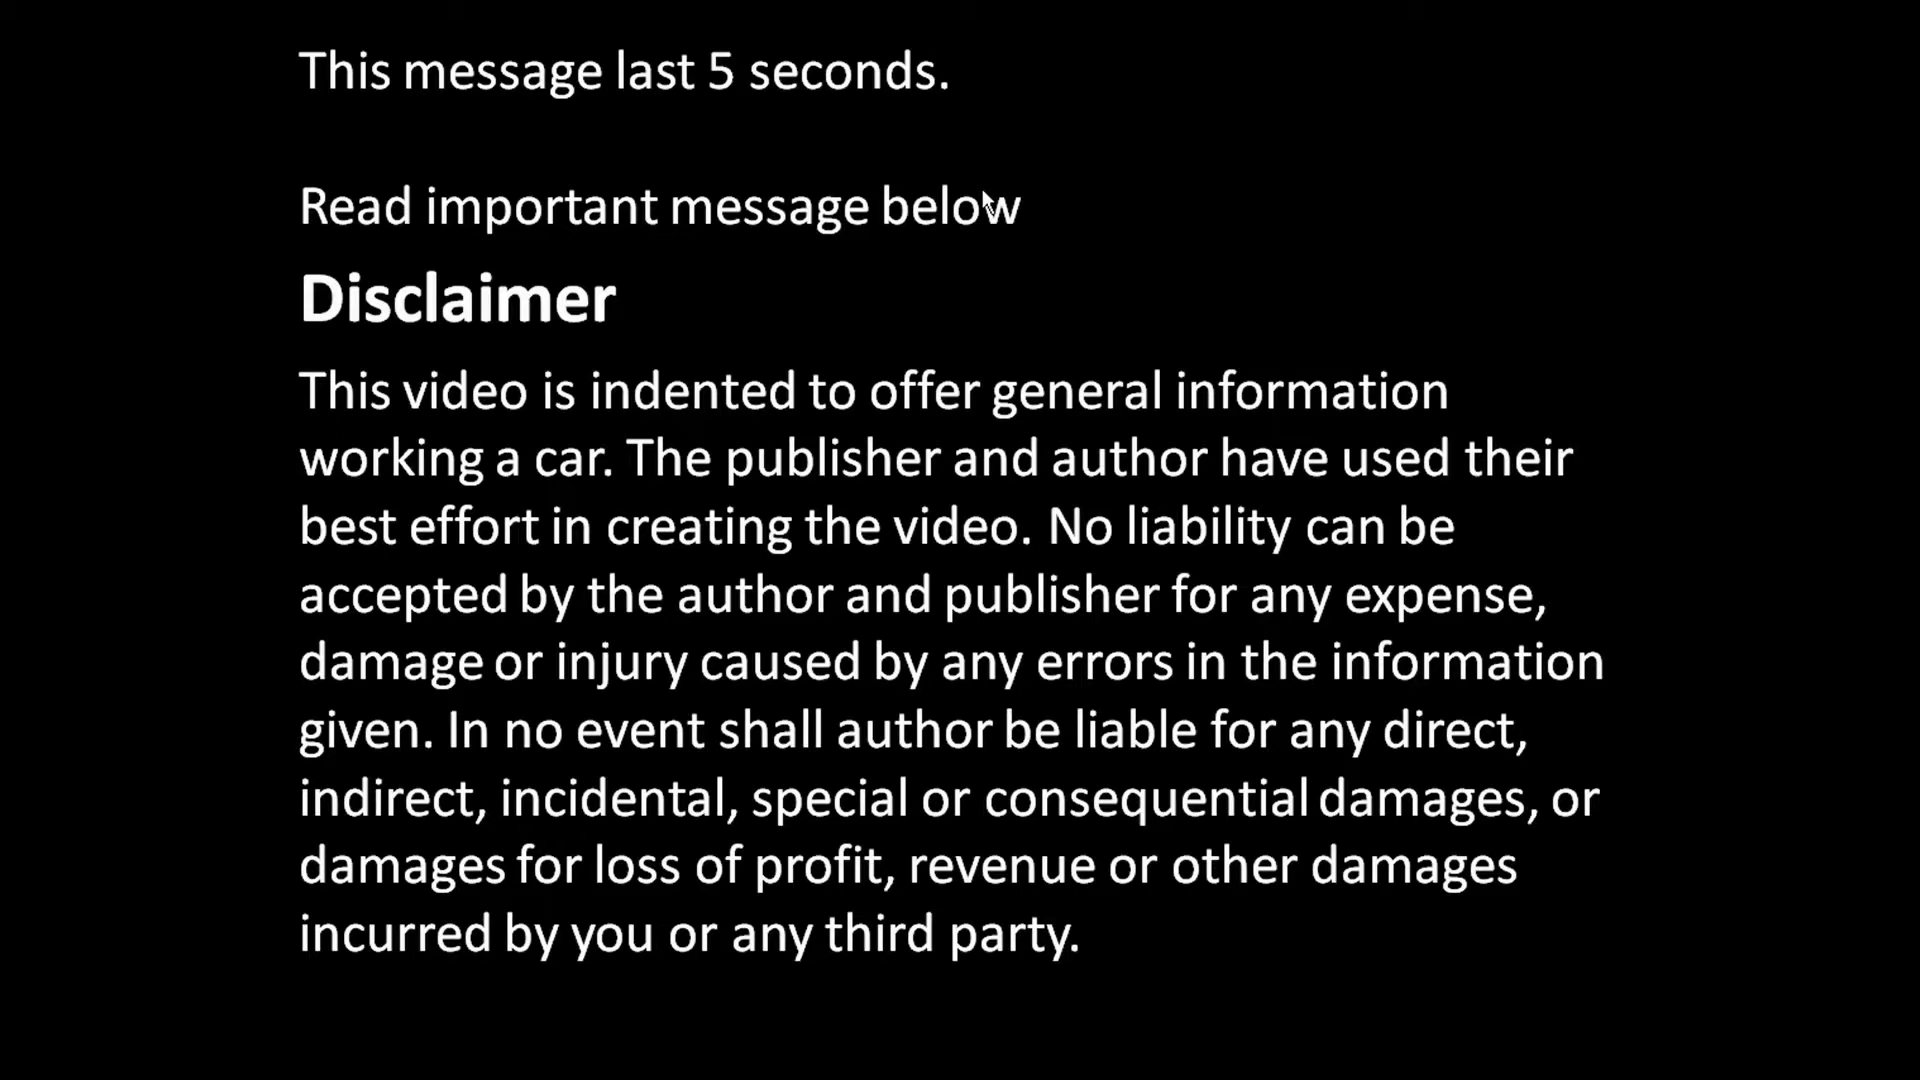 This message last 5 seconds.
Read important message below
Disclaimer
This video is indented to offer general information
working a car. The publisher and author have used their
best effort in creating the video. No liability can be
accepted by the author and publisher for any expense,
damage or injury caused by any errors in the information
given. In no event shall author be liable for any direct,
indirect, incidental, special or consequential damages, or
damages for loss of profit, revenue or other damages
incurred by you or any third party.